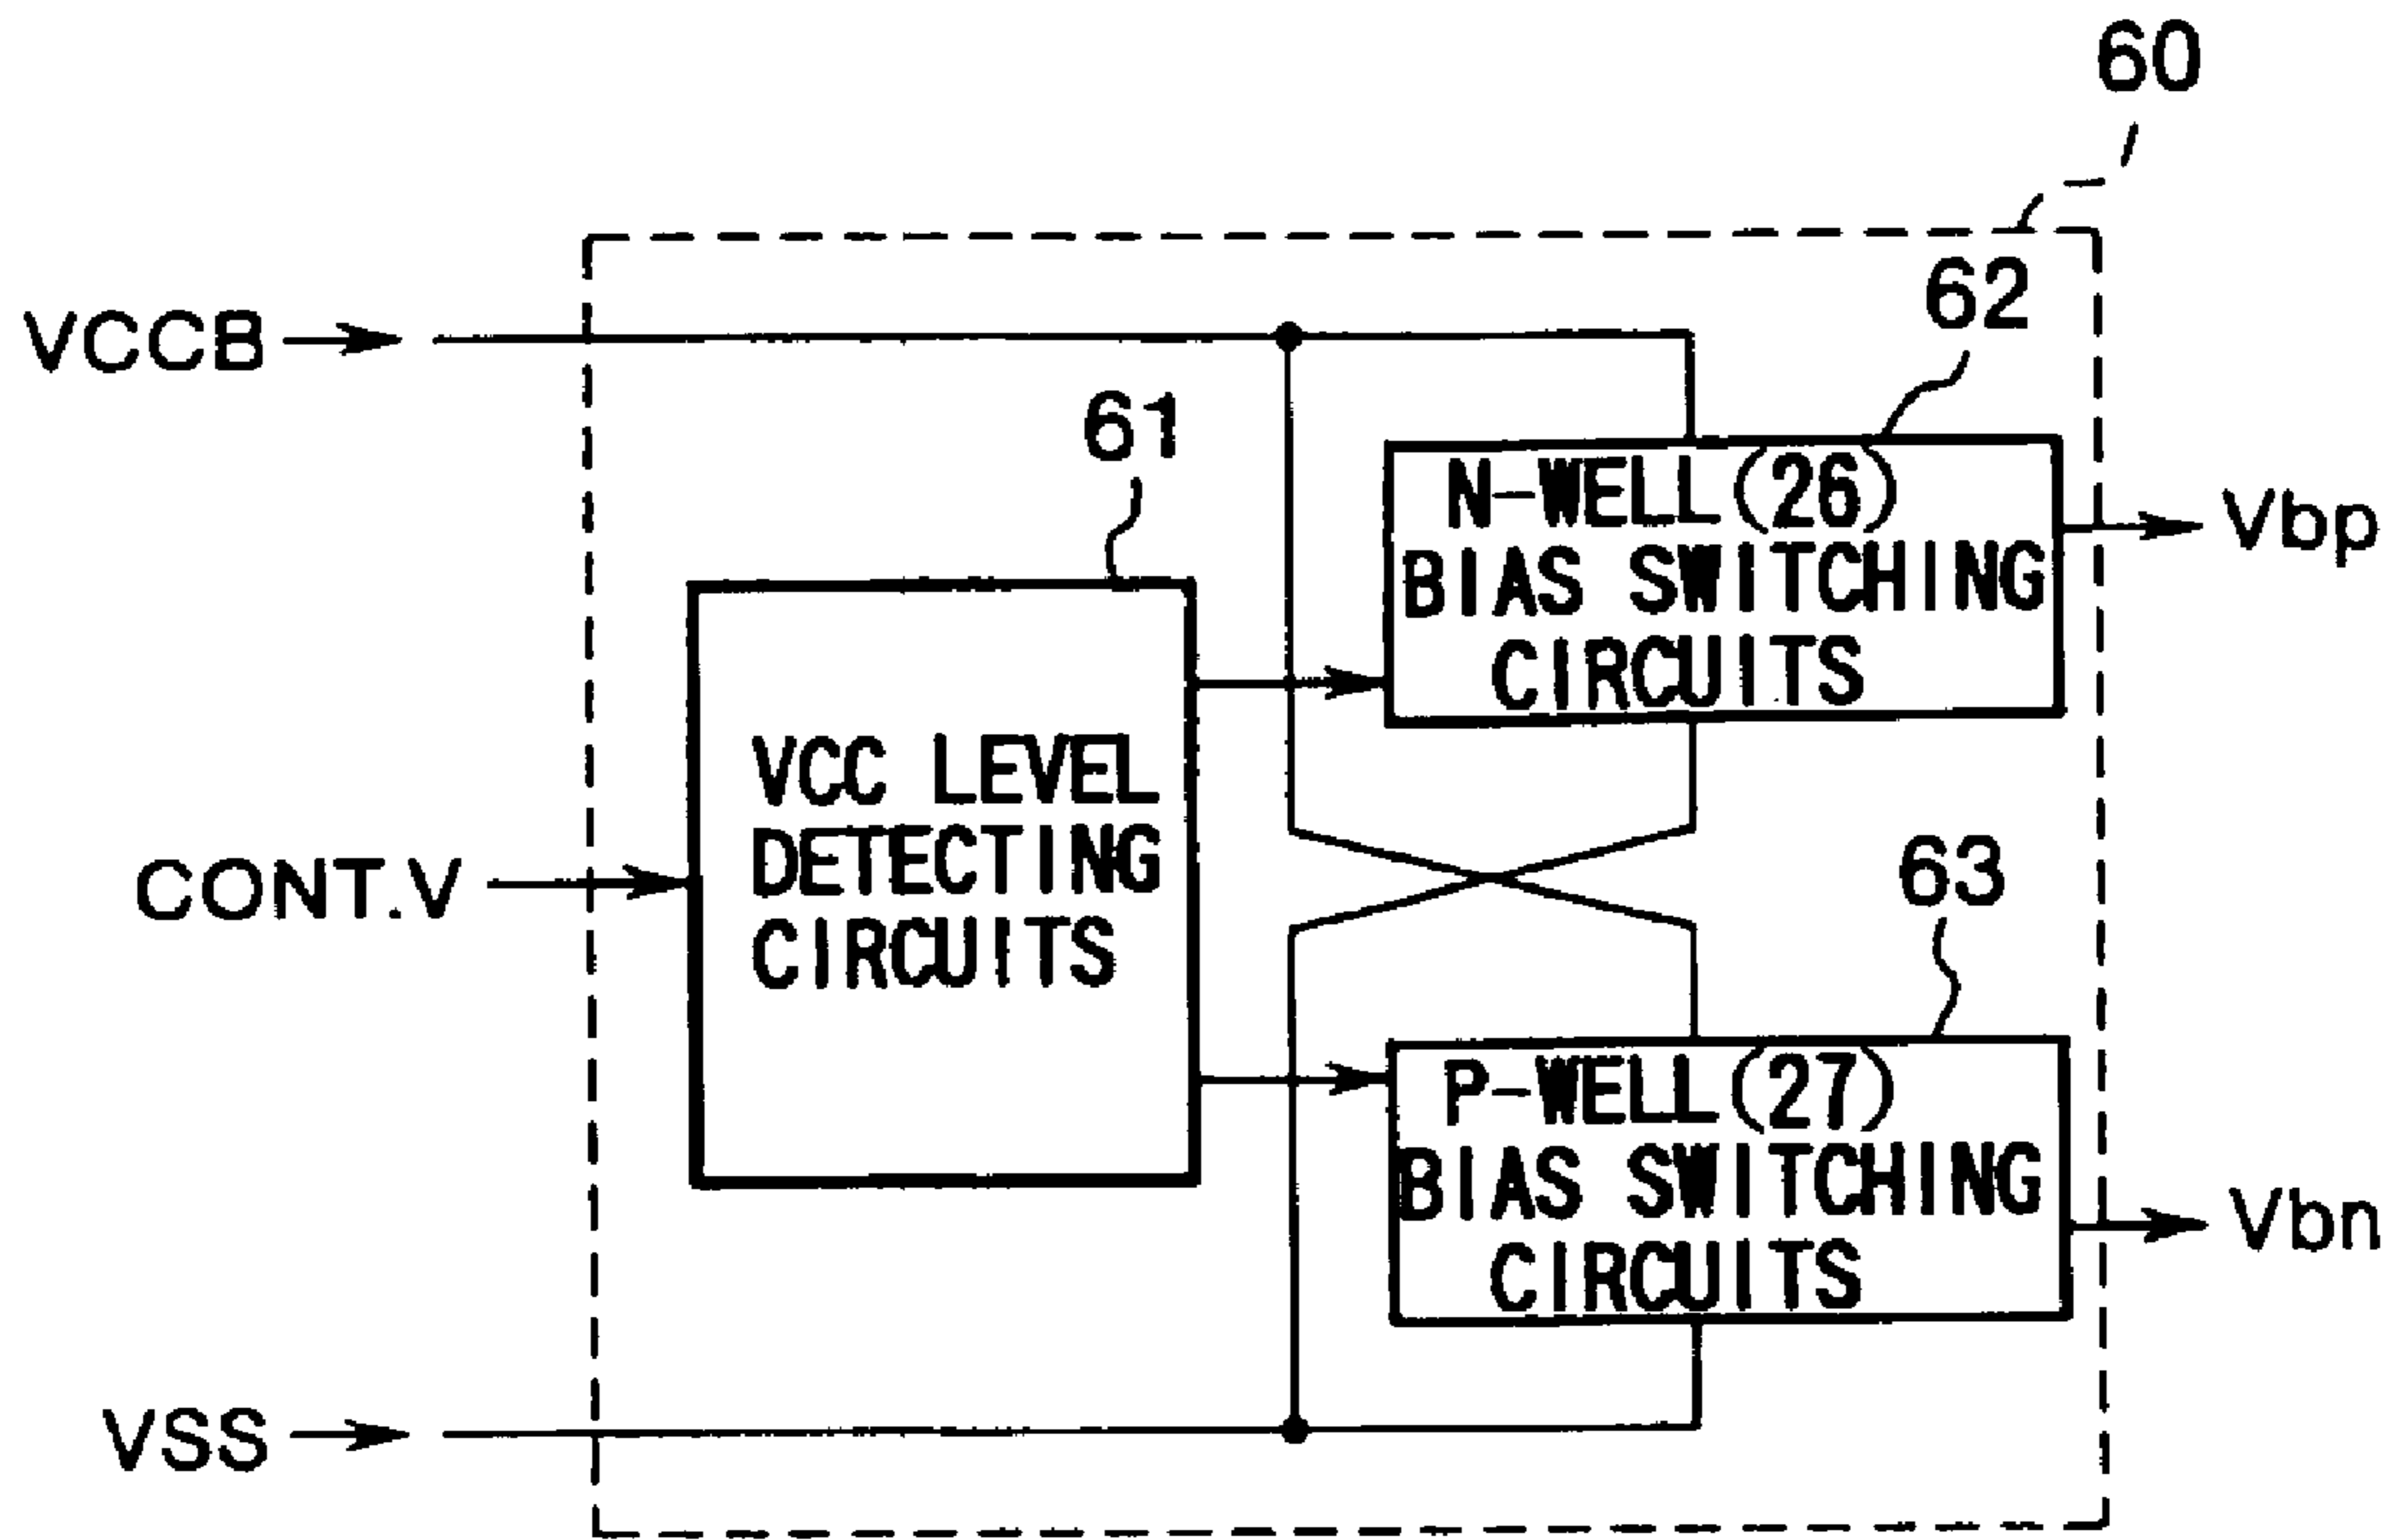 60
62
VCCB
61
N-WELL(26)
BIAS SWITCHING
CIRCUITS
Vbp
VCC LEVEL
DETECTING
CIRCUITS
CONT.V
63
P-WELL(27)
BIAS SWITCHING
CIRCUITS
Vbn
VSS